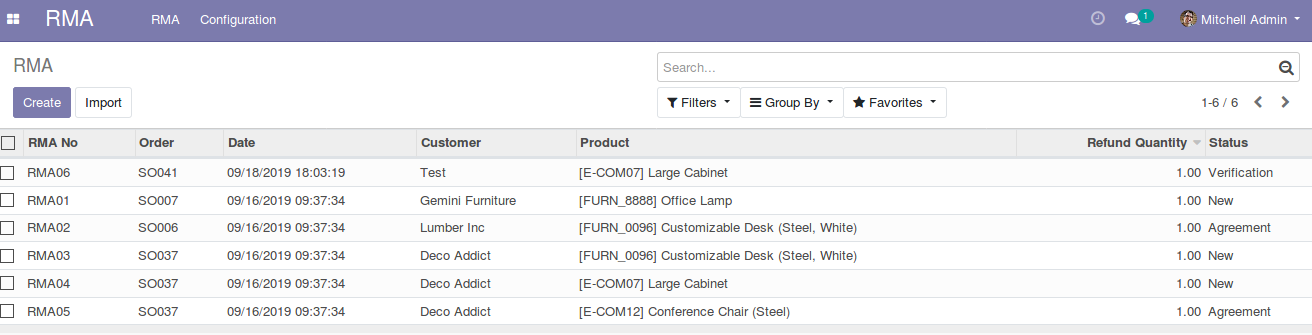 RMA RMA Configuration 1 Mitchell Admin
RMA
Search...
Create Import Filters Group By Favorites 1-6 / 6
RMA No Order Date Customer Product Refund Quantity Status
RMA06 SO041 09/18/2019 18:03:19 Test [E-COM07] Large Cabinet 1.00 Verification
RMA01 SO007 09/16/2019 09:37:34 Gemini Furniture [FURN_8888] Office Lamp 1.00 New
RMA02 SO006 09/16/2019 09:37:34 Lumber Inc [FURN_0096] Customizable Desk (Steel, White) 1.00 Agreement
RMA03 SO037 09/16/2019 09:37:34 Deco Addict [FURN_0096] Customizable Desk (Steel, White) 1.00 New
RMA04 SO037 09/16/2019 09:37:34 Deco Addict [E-COM07] Large Cabinet 1.00 New
RMA05 SO037 09/16/2019 09:37:34 Deco Addict [E-COM12] Conference Chair (Steel) 1.00 Agreement